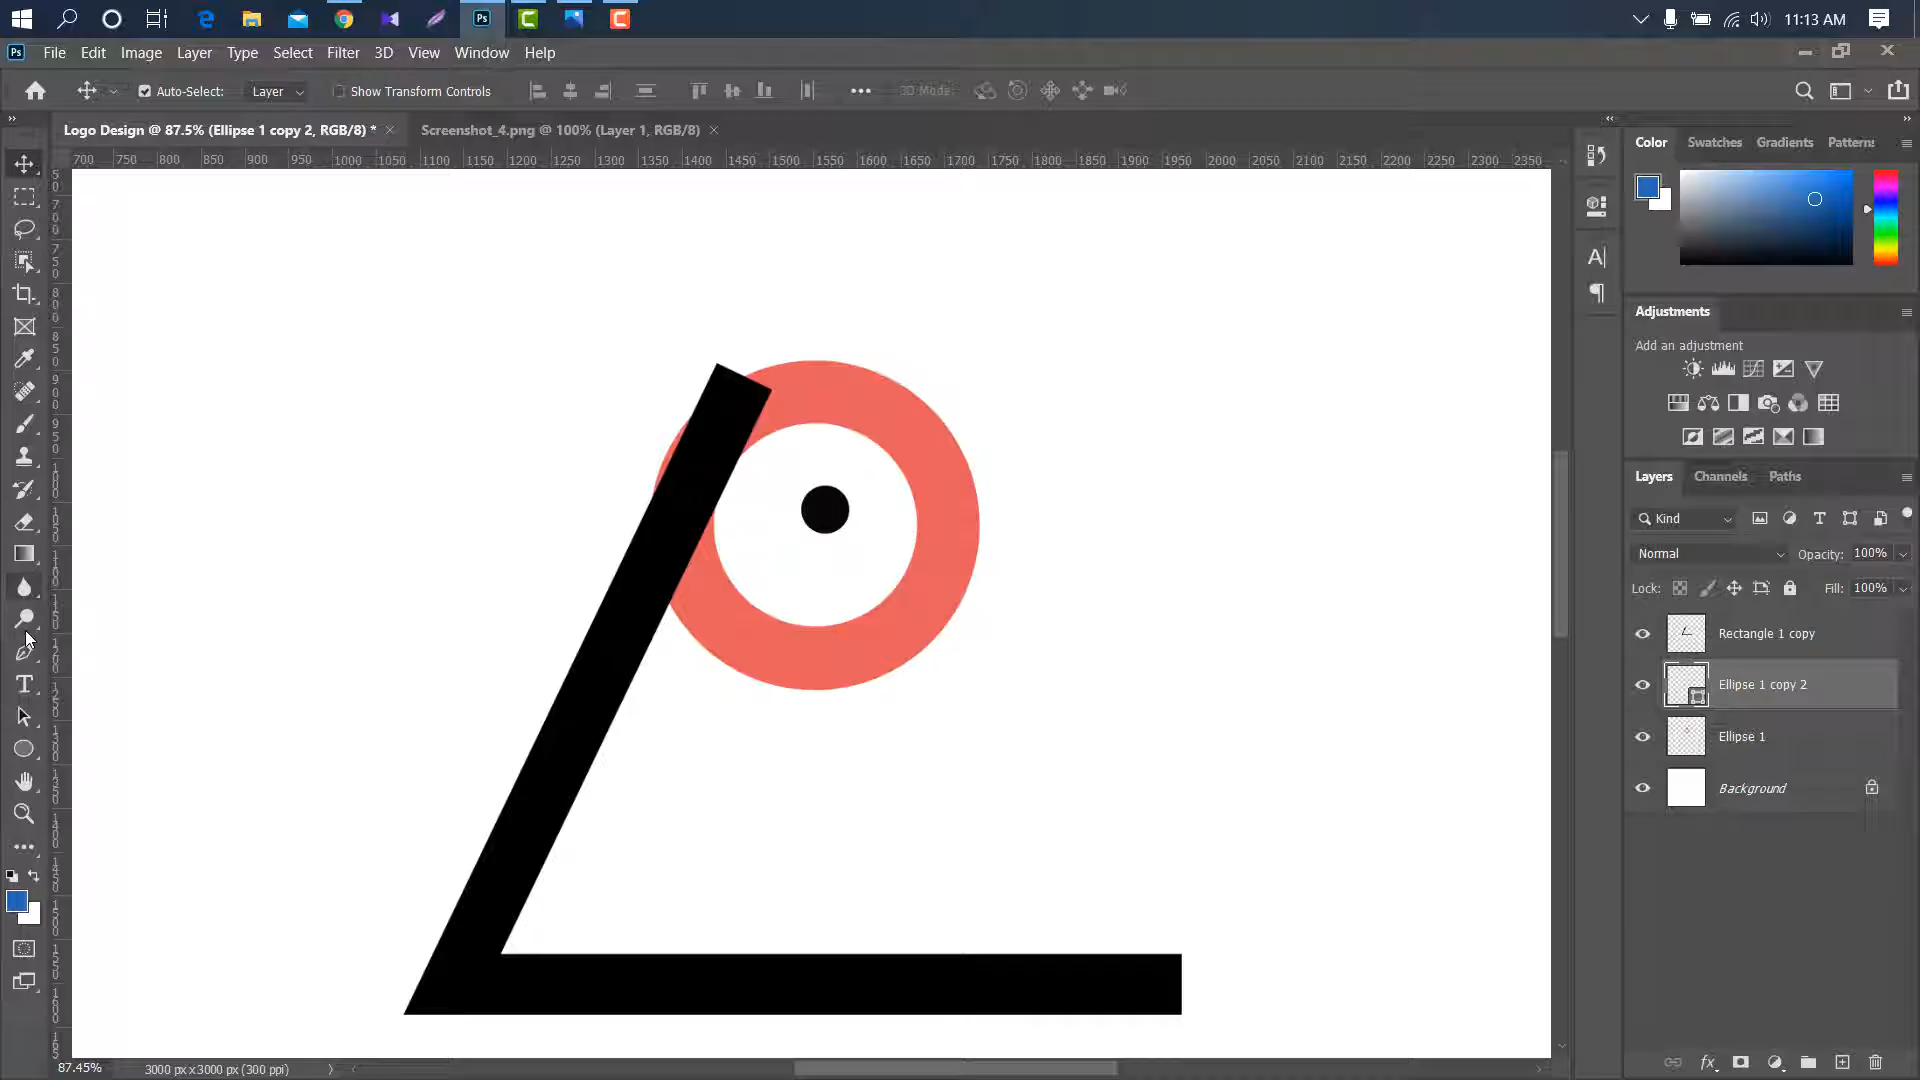 Ps 11:13 AM
Ps File Edit Image Layer Type Select Filter 3D View Window Help
Auto-Select: Layer Show Transform Controls 3D Mode:
Logo Design @ 87.5% (Ellipse 1 copy 2, RGB/8) * Screenshot_4.png @ 100% (Layer 1, RGB/8)
700 750 800 850 900 950 1000 1050 1100 1150 1200 1250 1300 1350 1400 1450 1500 1550 1600 1650 1700 1750 1800 1850 1900 1950 2000 2050 2100 2150 2200 2250 2300 2350
Color Swatches Gradients Patterns
Adjustments
Add an adjustment
Layers Channels Paths
Kind
Normal Opacity: 100%
Lock: Fill: 100%
Rectangle 1 copy
Ellipse 1 copy 2
Ellipse 1
Background
87.45% 3000 px x 3000 px (300 ppi)